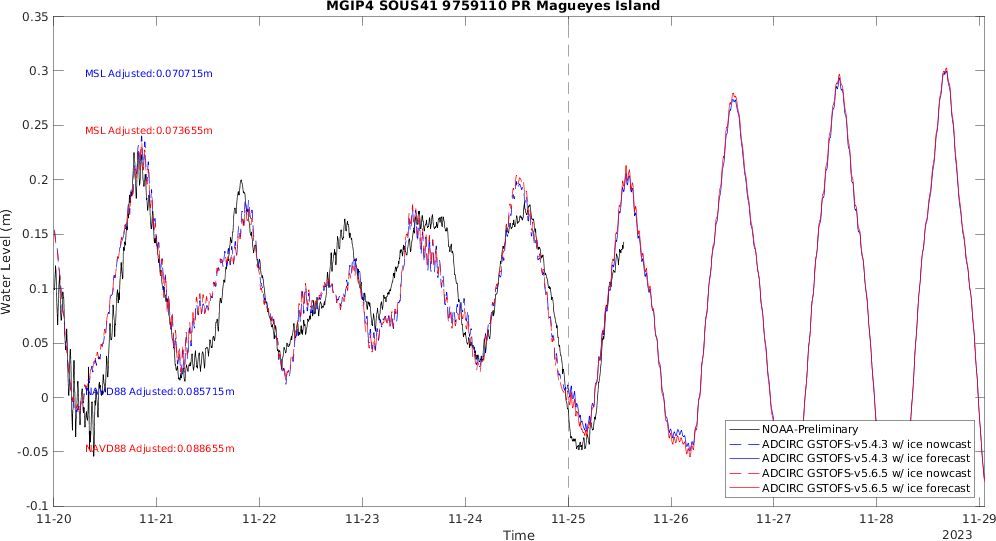 MGIP4 SOUS41 9759110 PR Magueyes Island
0.35
0.3
0.25
0.2
0.15
0.1
0.05
0
-0.05
-0.1
Water Level (m)
MSL Adjusted:0.070715m
MSL Adjusted:0.073655m
NAVD88 Adjusted:0.085715m
NAVD88 Adjusted:0.088655m
NOAA-Preliminary
ADCIRC GSTOFS-v5.4.3 w/ ice nowcast
ADCIRC GSTOFS-v5.4.3 w/ ice forecast
ADCIRC GSTOFS-v5.6.5 w/ ice nowcast
ADCIRC GSTOFS-v5.6.5 w/ ice forecast
11-20 11-21 11-22 11-23 11-24 11-25 11-26 11-27 11-28 11-29
Time
2023